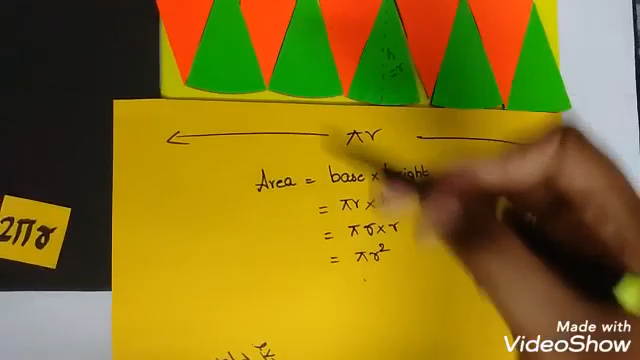 h
= r
πr
Area = base × height
= πr ×
= πr × r
= πr²
2πr
Made with
VideoShow